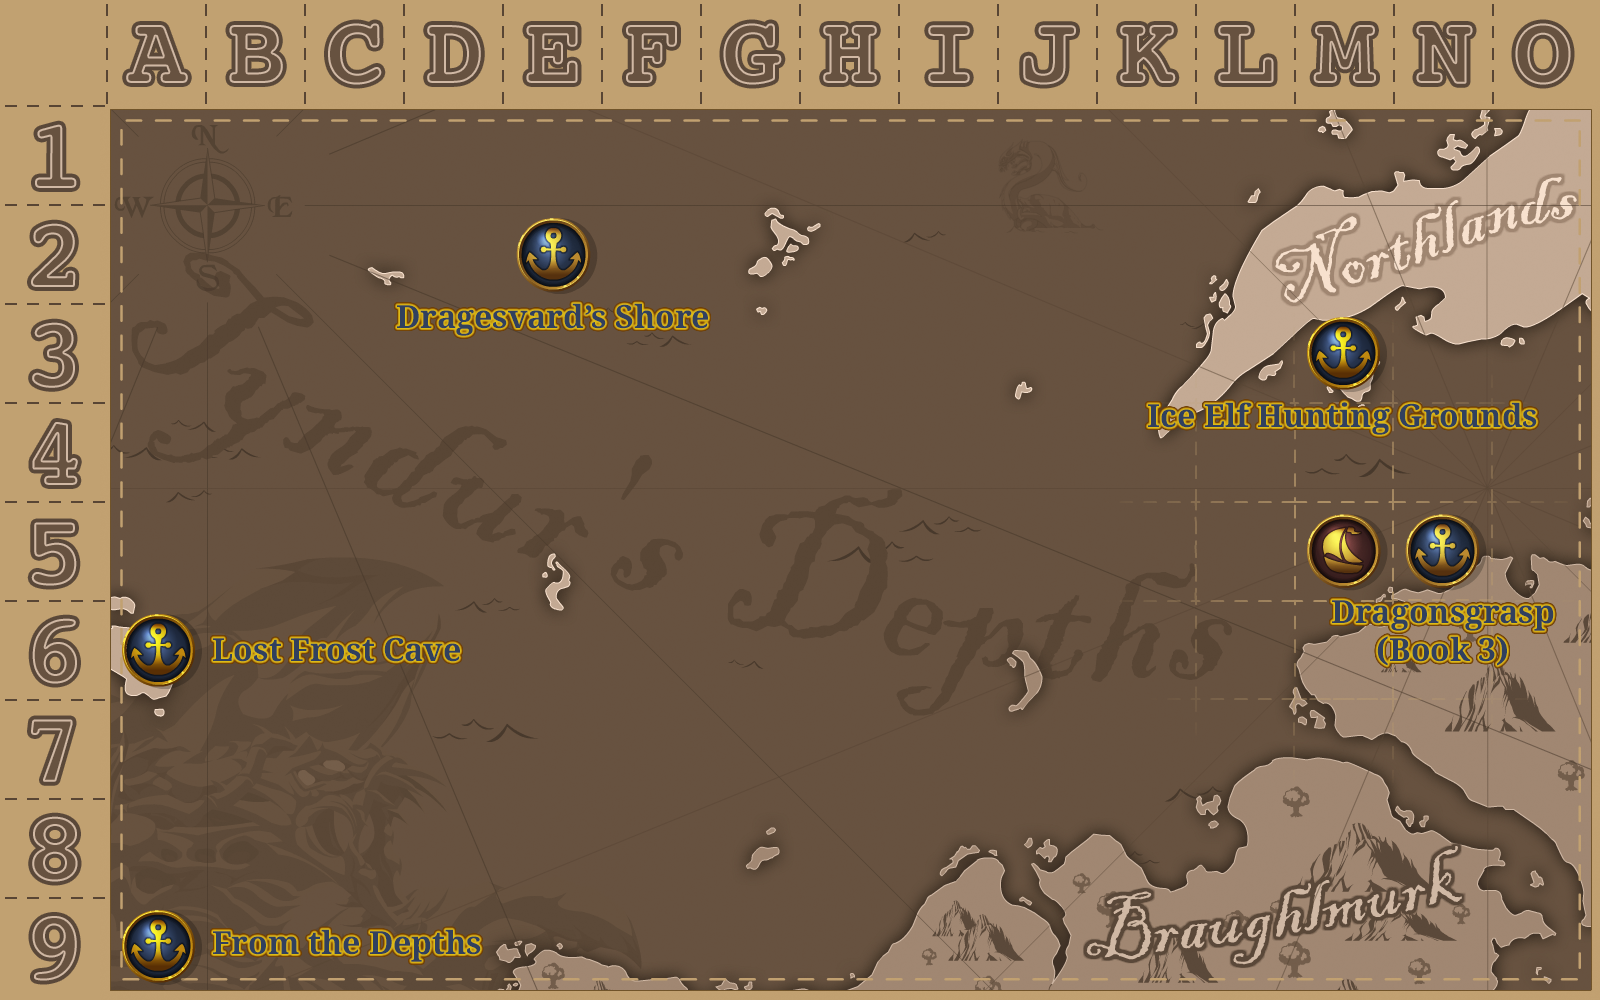 A B C D E F G H I J K L M N O
1
N
W E
S
2
Northlands
Dragesvard's Shore
3
Ice Elf Hunting Grounds
4
Tyndur's Depths
5
Dragonsgrasp
(Book 3)
6
Lost Frost Cave
7
8
Braughlmurk
9
From the Depths